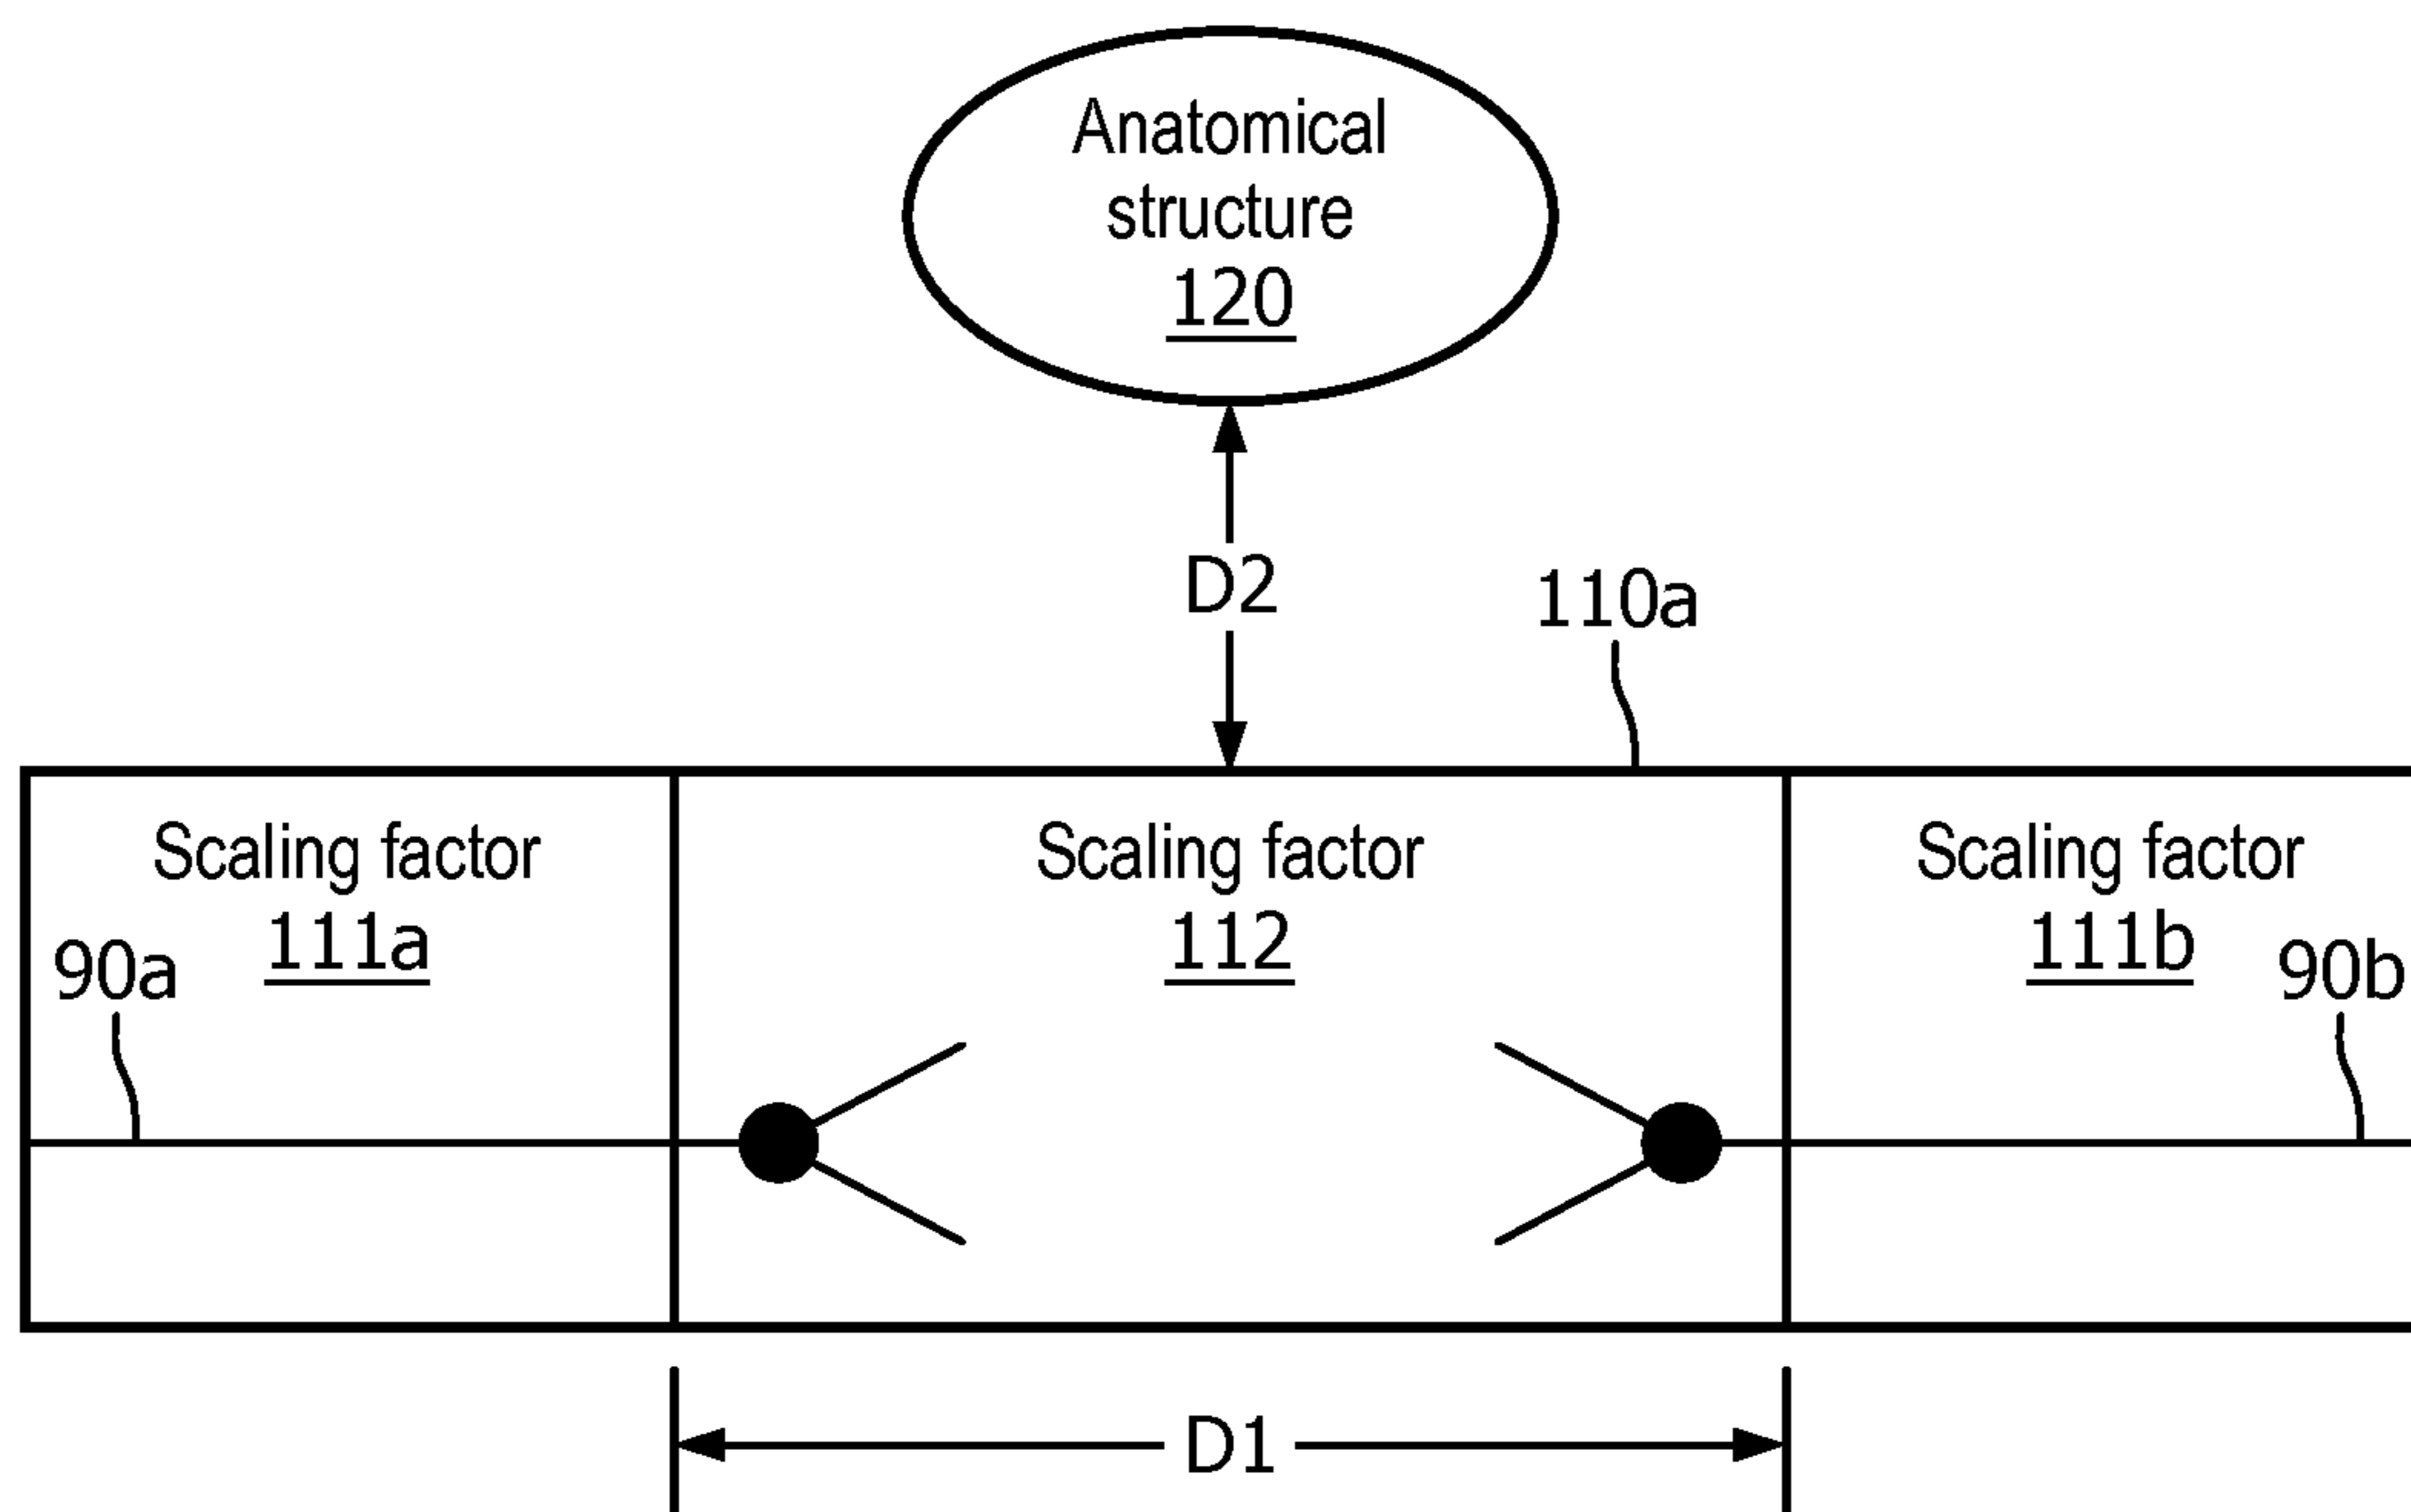 Anatomical
structure
120
D2
110a
Scaling factor
111a
Scaling factor
112
Scaling factor
111b
90a
90b
D1